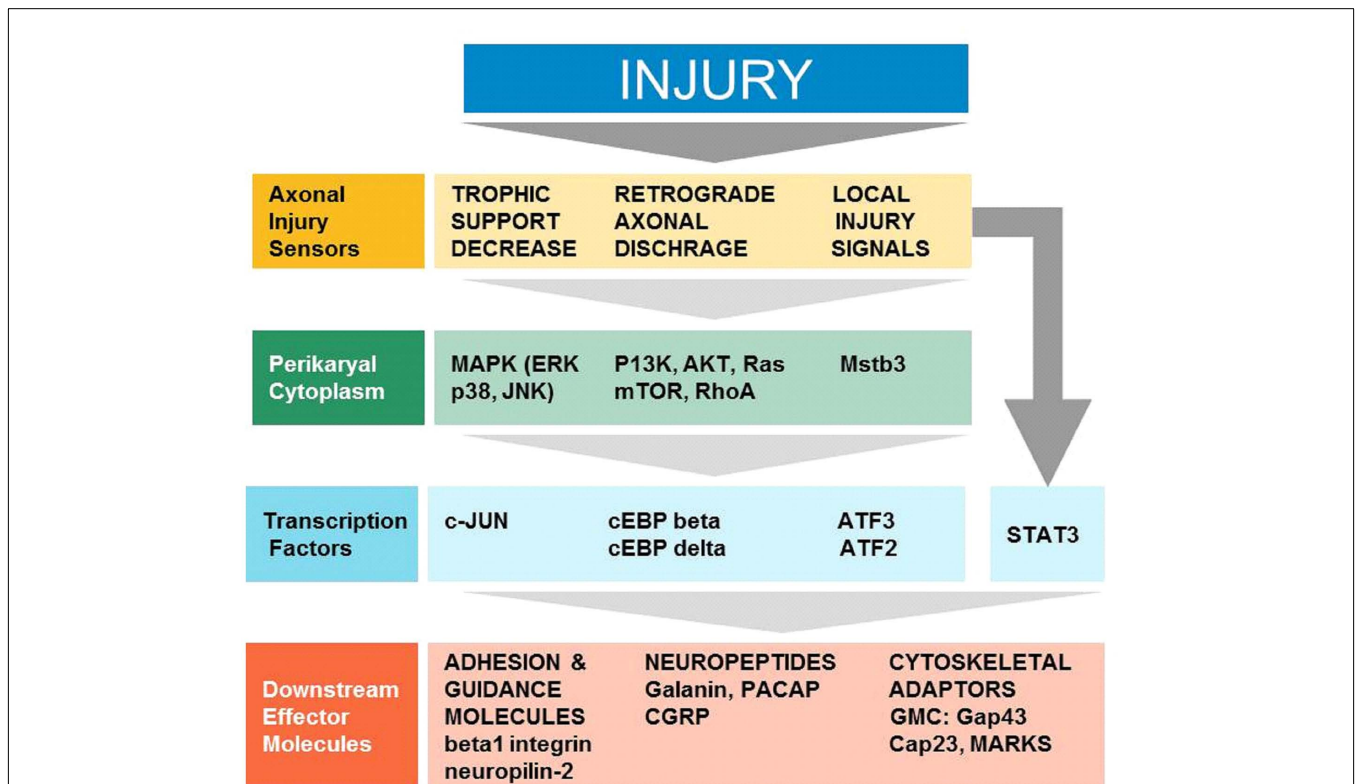 INJURY
Axonal
Injury
Sensors
TROPHIC
SUPPORT
DECREASE
RETROGRADE
AXONAL
DISCHRAGE
LOCAL
INJURY
SIGNALS
Perikaryal
Cytoplasm
MAPK (ERK
p38, JNK)
P13K, AKT, Ras
mTOR, RhoA
Mstb3
Transcription
Factors
c-JUN
cEBP beta
cEBP delta
ATF3
ATF2
STAT3
Downstream
Effector
Molecules
ADHESION &
GUIDANCE
MOLECULES
beta1 integrin
neuropilin-2
NEUROPEPTIDES
Galanin, PACAP
CGRP
CYTOSKELETAL
ADAPTORS
GMC: Gap43
Cap23, MARKS